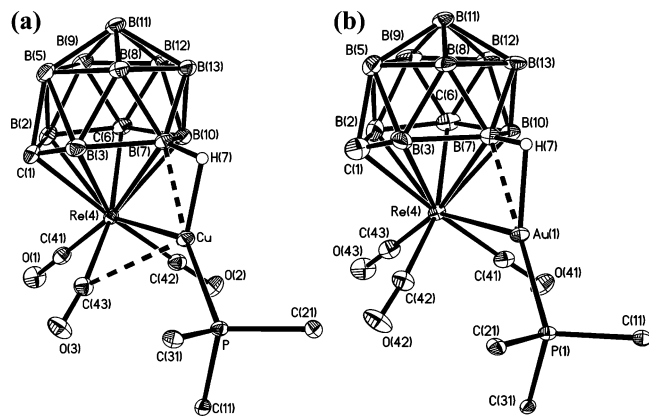 (a)
B(11)
B(9)
B(12)
B(5)
B(8)
B(13)
B(2)
C(6)
B(10)
B(3)
B(7)
H(7)
C(1)
Re(4)
Cu
C(41)
O(1)
C(42)
O(2)
C(43)
O(3)
P
C(21)
C(31)
C(11)
(b)
B(11)
B(9)
B(12)
B(5)
B(8)
B(13)
C(6)
B(2)
B(10)
B(3)
B(7)
H(7)
C(1)
Re(4)
Au(1)
C(43)
O(43)
C(41)
O(41)
C(42)
O(42)
C(21)
P(1)
C(11)
C(31)